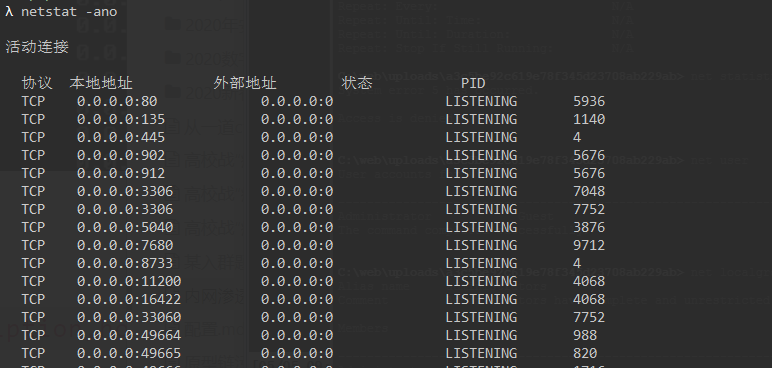 λ netstat -ano
活动连接
协议 本地地址 外部地址 状态 PID
TCP 0.0.0.0:80 0.0.0.0:0 LISTENING 5936
TCP 0.0.0.0:135 0.0.0.0:0 LISTENING 1140
TCP 0.0.0.0:445 0.0.0.0:0 LISTENING 4
TCP 0.0.0.0:902 0.0.0.0:0 LISTENING 5676
TCP 0.0.0.0:912 0.0.0.0:0 LISTENING 5676
TCP 0.0.0.0:3306 0.0.0.0:0 LISTENING 7048
TCP 0.0.0.0:3306 0.0.0.0:0 LISTENING 7752
TCP 0.0.0.0:5040 0.0.0.0:0 LISTENING 3876
TCP 0.0.0.0:7680 0.0.0.0:0 LISTENING 9712
TCP 0.0.0.0:8733 0.0.0.0:0 LISTENING 4
TCP 0.0.0.0:11200 0.0.0.0:0 LISTENING 4068
TCP 0.0.0.0:16422 0.0.0.0:0 LISTENING 4068
TCP 0.0.0.0:33060 0.0.0.0:0 LISTENING 7752
TCP 0.0.0.0:49664 0.0.0.0:0 LISTENING 988
TCP 0.0.0.0:49665 0.0.0.0:0 LISTENING 820